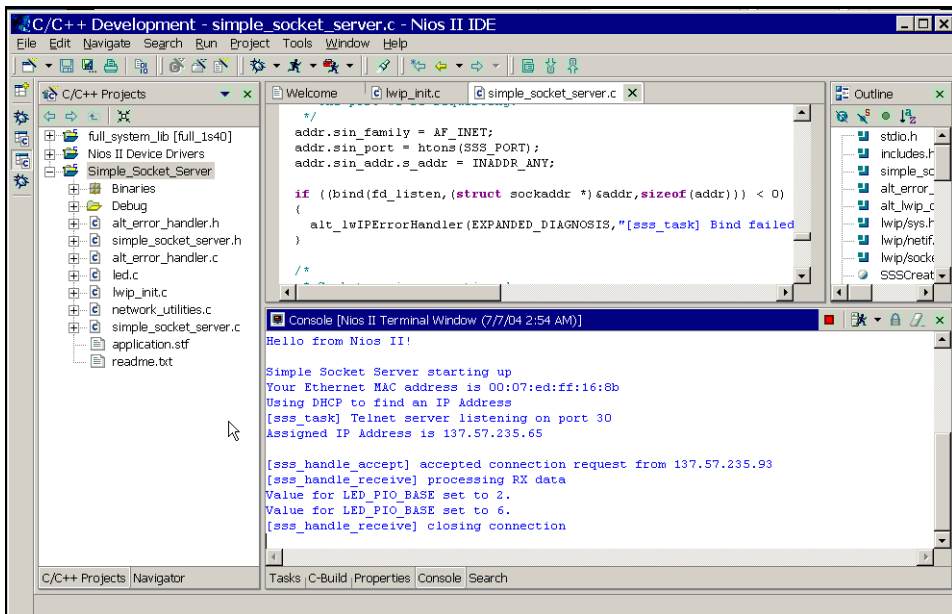 C/C++ Development - simple_socket_server.c - Nios II IDE
File Edit Navigate Search Run Project Tools Window Help
C/C++ Projects
full_system_lib [full_1s40]
Nios II Device Drivers
Simple_Socket_Server
Binaries
Debug
alt_error_handler.h
simple_socket_server.h
alt_error_handler.c
led.c
lwip_init.c
network_utilities.c
simple_socket_server.c
application.stf
readme.txt
C/C++ Projects Navigator
Welcome lwip_init.c simple_socket_server.c
*/
addr.sin_family = AF_INET;
addr.sin_port = htons(SSS_PORT);
addr.sin_addr.s_addr = INADDR_ANY;
if ((bind(fd_listen,(struct sockaddr *)&addr,sizeof(addr))) < 0)
{
alt_lwIPErrorHandler(EXPANDED_DIAGNOSIS,"[sss_task] Bind failed
}
/*
Outline
stdio.h
includes.h
simple_sc
alt_error_
alt_lwip_c
lwip/sys.h
lwip/netif.
lwip/socke
SSSCreat
Console [Nios II Terminal Window (7/7/04 2:54 AM)]
Hello from Nios II!
Simple Socket Server starting up
Your Ethernet MAC address is 00:07:ed:ff:16:8b
Using DHCP to find an IP Address
[sss_task] Telnet server listening on port 30
Assigned IP Address is 137.57.235.65
[sss_handle_accept] accepted connection request from 137.57.235.93
[sss_handle_receive] processing RX data
Value for LED_PIO_BASE set to 2.
Value for LED_PIO_BASE set to 6.
[sss_handle_receive] closing connection
Tasks C-Build Properties Console Search